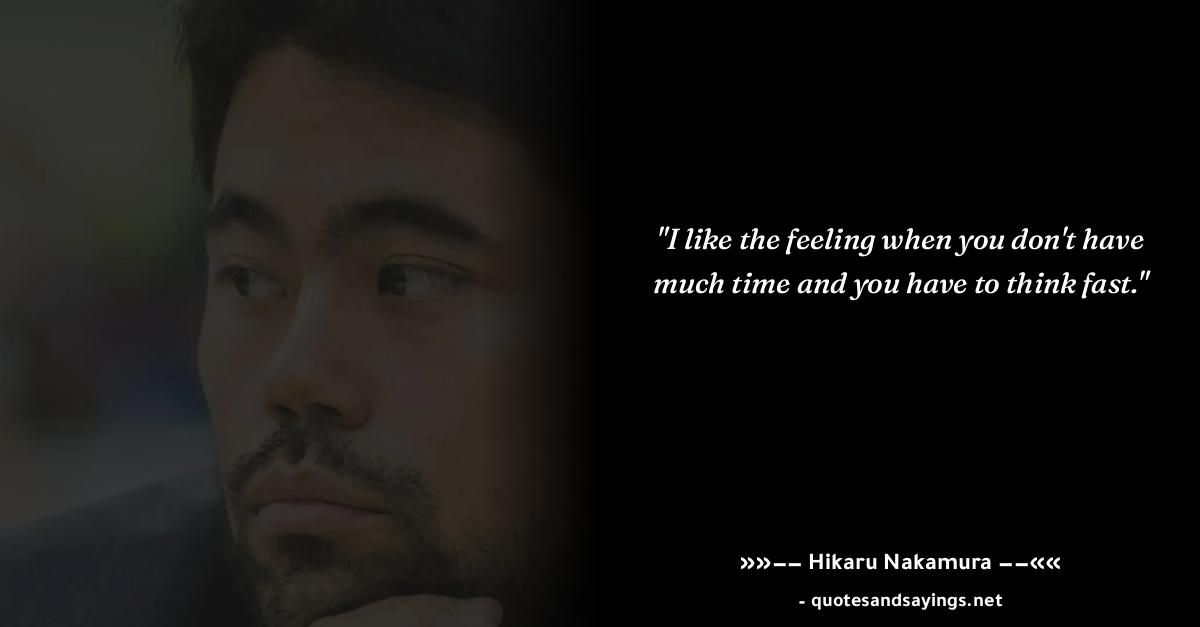 "I like the feeling when you don't have
much time and you have to think fast."
»»–– Hikaru Nakamura ––««
- quotesandsayings.net